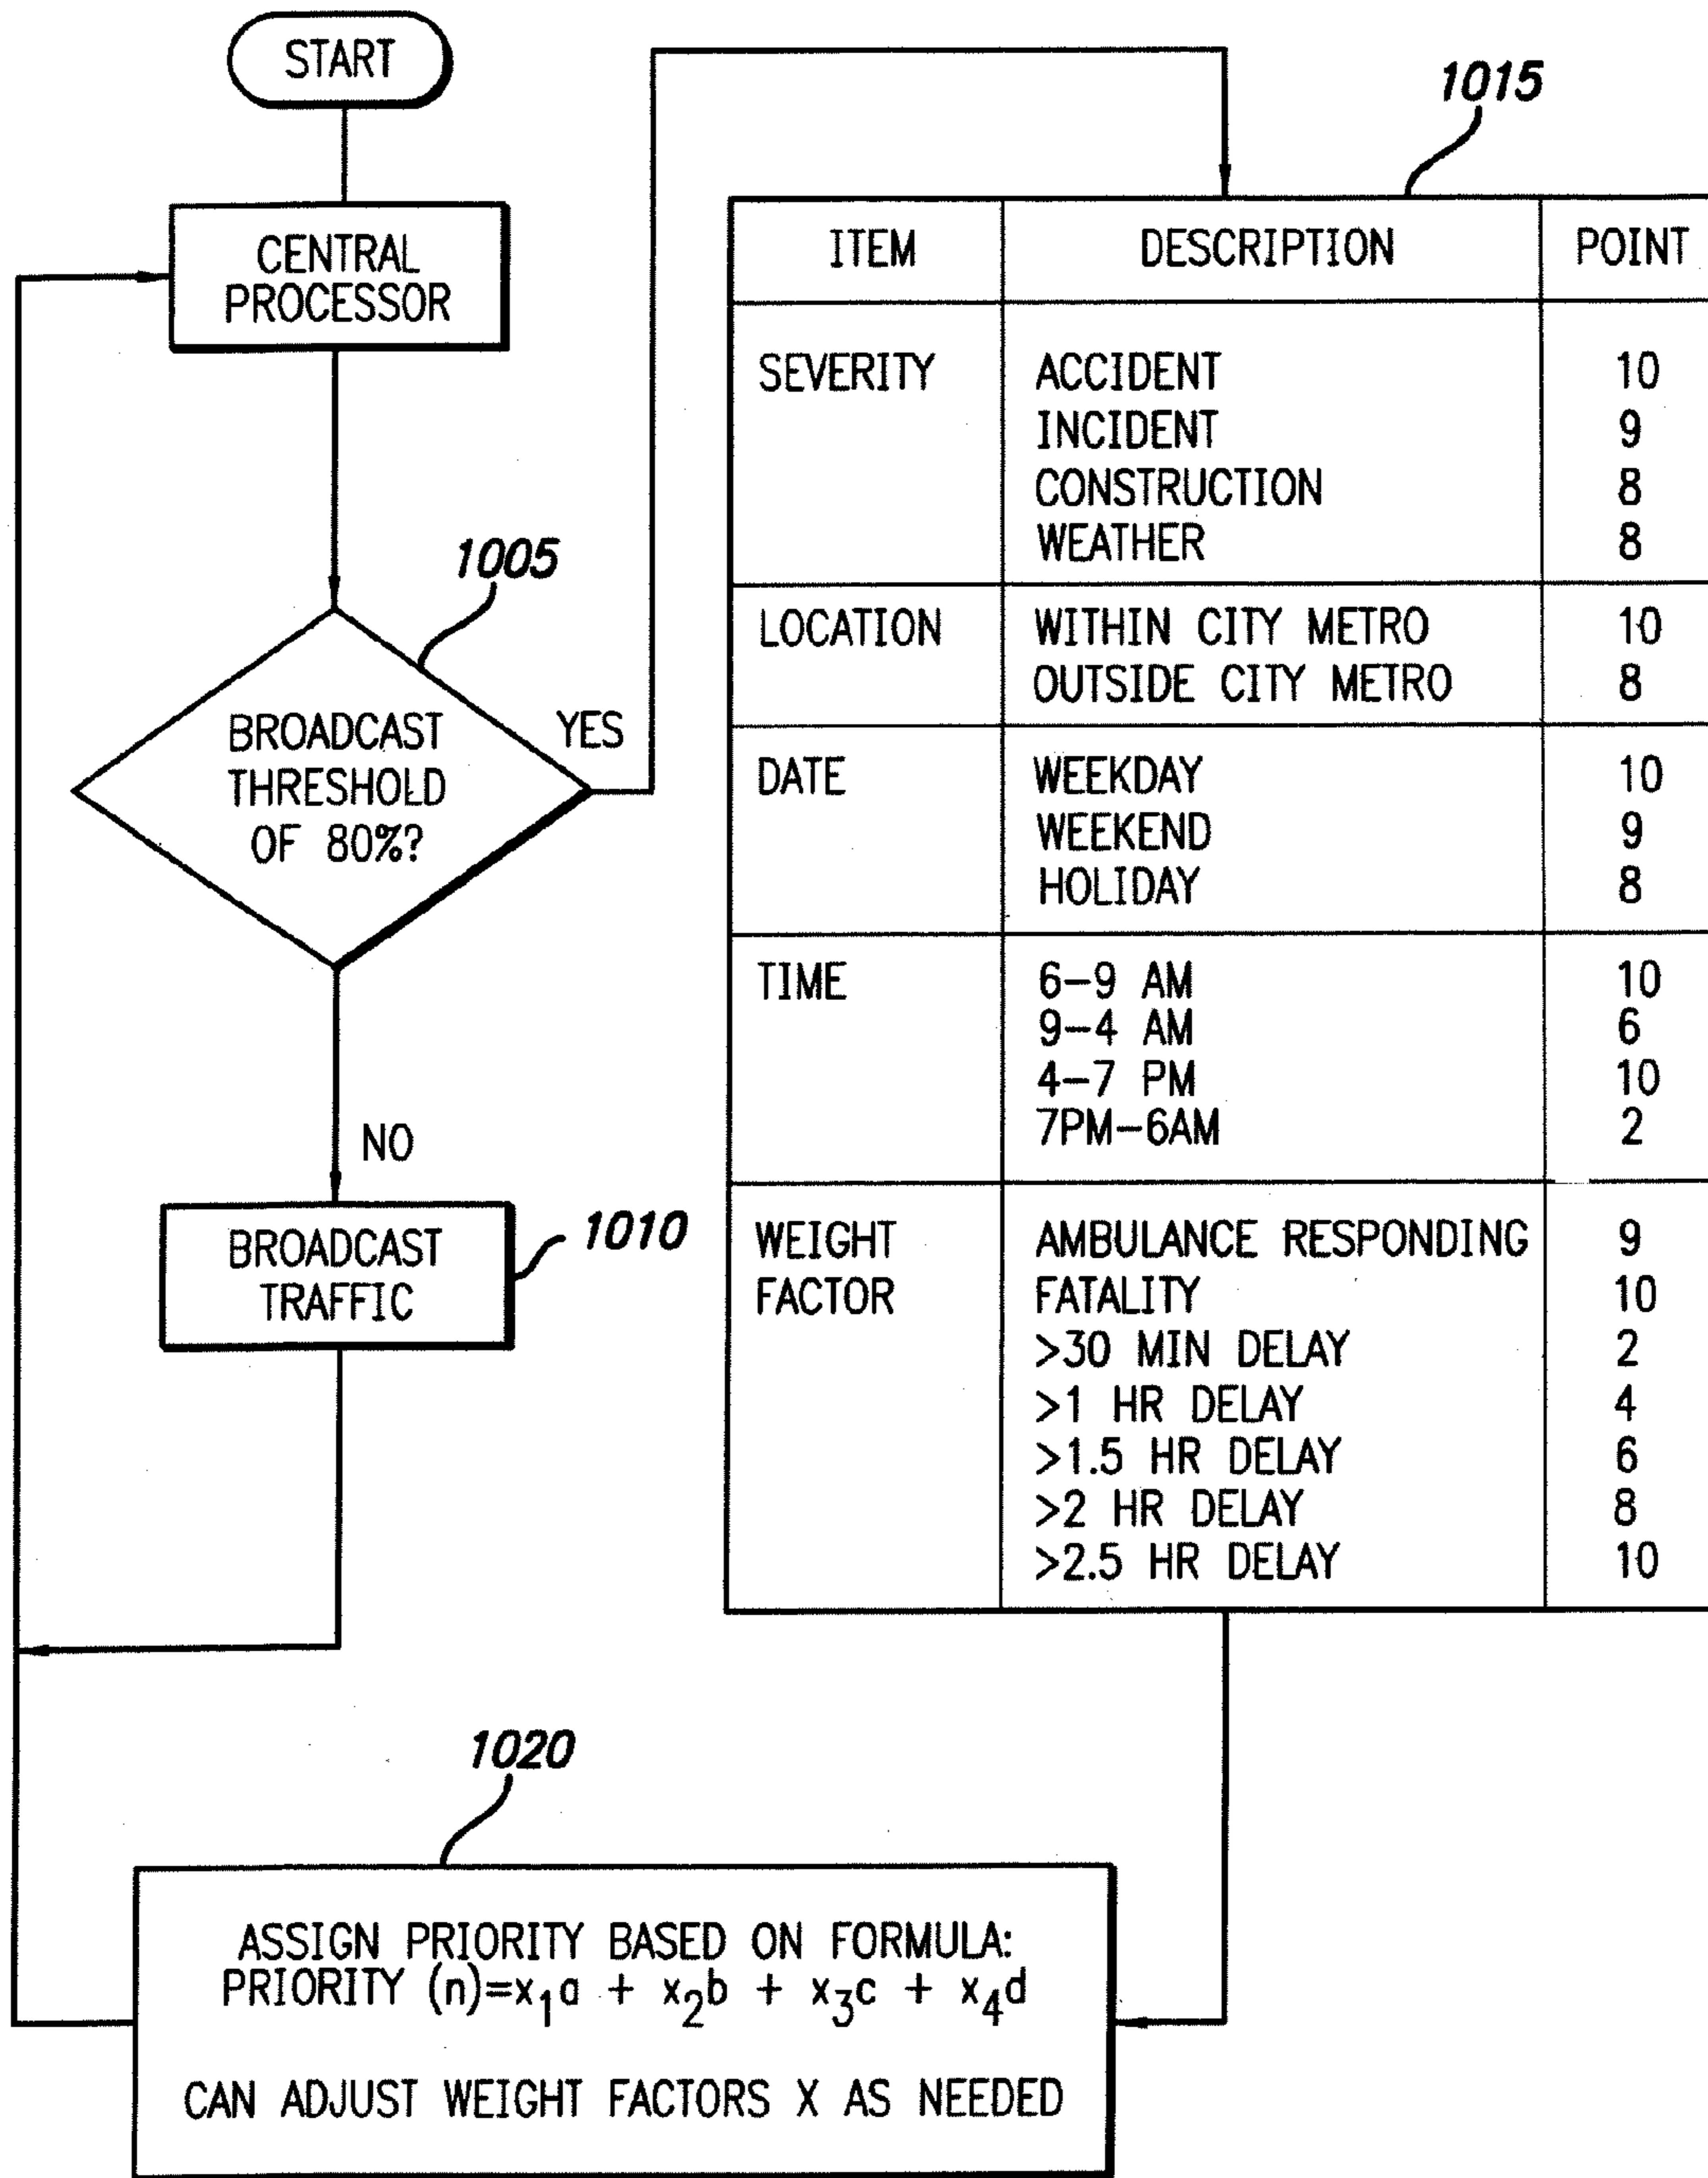 START
CENTRAL
PROCESSOR
1005
BROADCAST
THRESHOLD
OF 80%?
YES
NO
BROADCAST
TRAFFIC
1010
1015
ITEM DESCRIPTION POINT
SEVERITY ACCIDENT 10
INCIDENT 9
CONSTRUCTION 8
WEATHER 8
LOCATION WITHIN CITY METRO 10
OUTSIDE CITY METRO 8
DATE WEEKDAY 10
WEEKEND 9
HOLIDAY 8
TIME 6–9 AM 10
9–4 AM 6
4–7 PM 10
7PM–6AM 2
WEIGHT AMBULANCE RESPONDING 9
FACTOR FATALITY 10
>30 MIN DELAY 2
>1 HR DELAY 4
>1.5 HR DELAY 6
>2 HR DELAY 8
>2.5 HR DELAY 10
1020
ASSIGN PRIORITY BASED ON FORMULA:
PRIORITY (n)=x₁a + x₂b + x₃c + x₄d
CAN ADJUST WEIGHT FACTORS X AS NEEDED